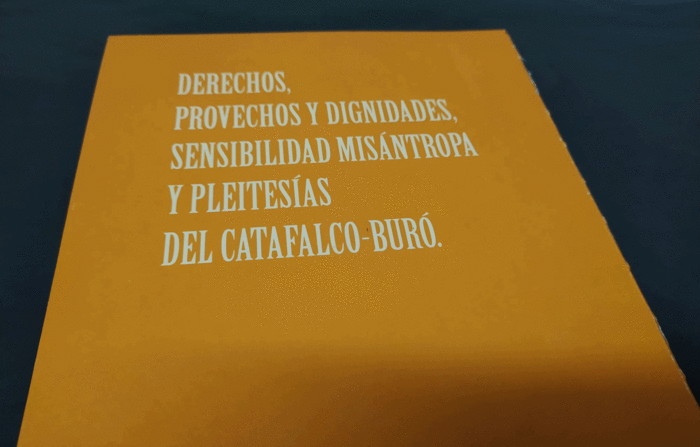 DERECHOS,
PROVECHOS Y DIGNIDADES,
SENSIBILIDAD MISÁNTROPA
Y PLEITESÍAS
DEL CATAFALCO-BURÓ.